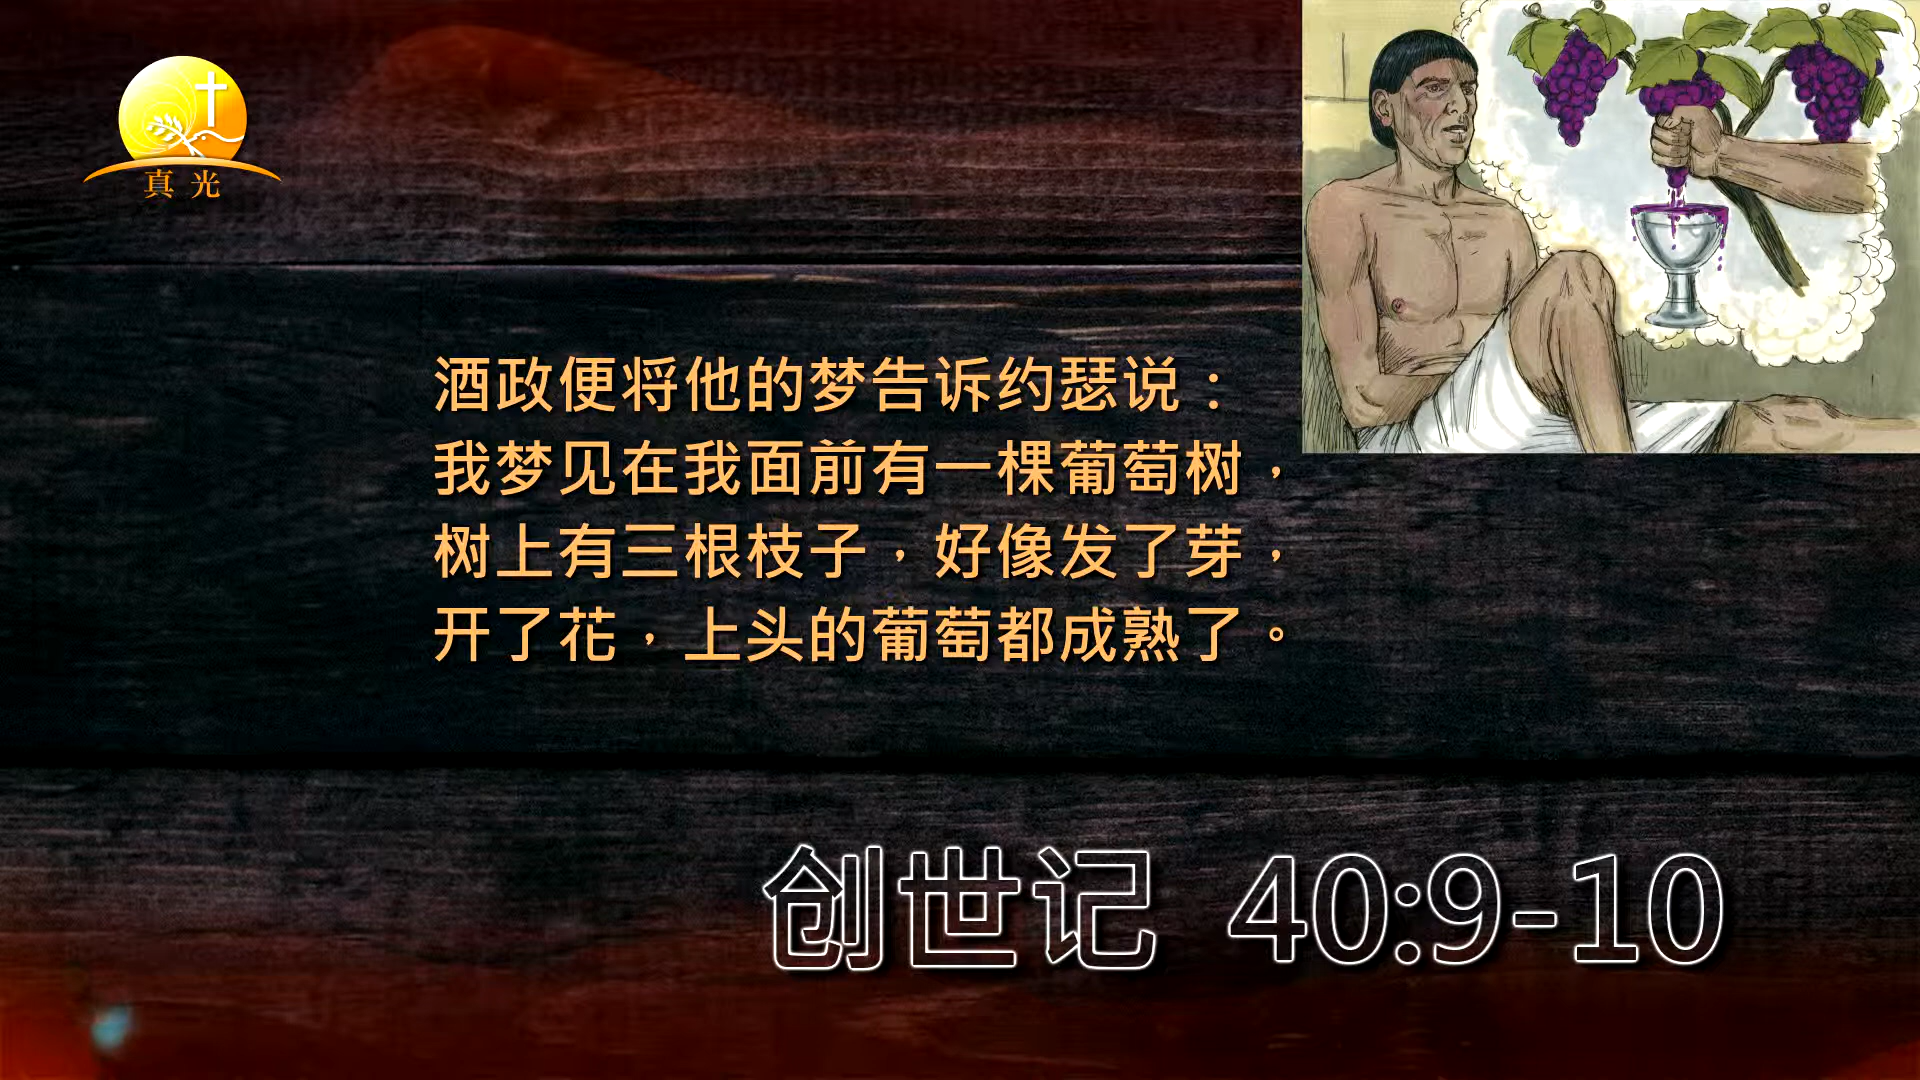 真光
酒政便将他的梦告诉约瑟说：
我梦见在我面前有一棵葡萄树，
树上有三根枝子，好像发了芽，
开了花，上头的葡萄都成熟了。
创世记 40:9-10